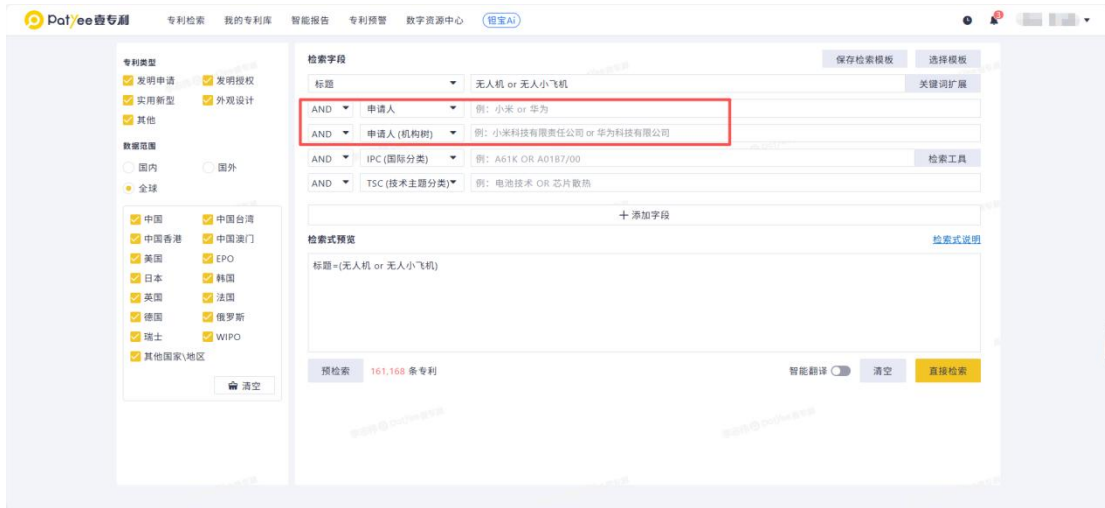 Patyee壹专利 专利检索 我的专利库 智能报告 专利预警 数字资源中心 钽宝Ai 3
专利类型
发明申请 发明授权
实用新型 外观设计
其他
数据范围
国内 国外
全球
中国 中国台湾
中国香港 中国澳门
美国 EPO
日本 韩国
英国 法国
德国 俄罗斯
瑞士 WIPO
其他国家\地区
清空
检索字段 保存检索模板 选择模板
标题 无人机 or 无人小飞机 关键词扩展
AND 申请人 例：小米 or 华为
AND 申请人(机构树) 例：小米科技有限责任公司 or 华为科技有限公司
AND IPC(国际分类) 例：A61K OR A0187/00 检索工具
AND TSC(技术主题分类) 例：电池技术 OR 芯片散热
+ 添加字段
检索式预览 检索式说明
标题=(无人机 or 无人小飞机)
预检索 161,168 条专利 智能翻译 清空 直接检索